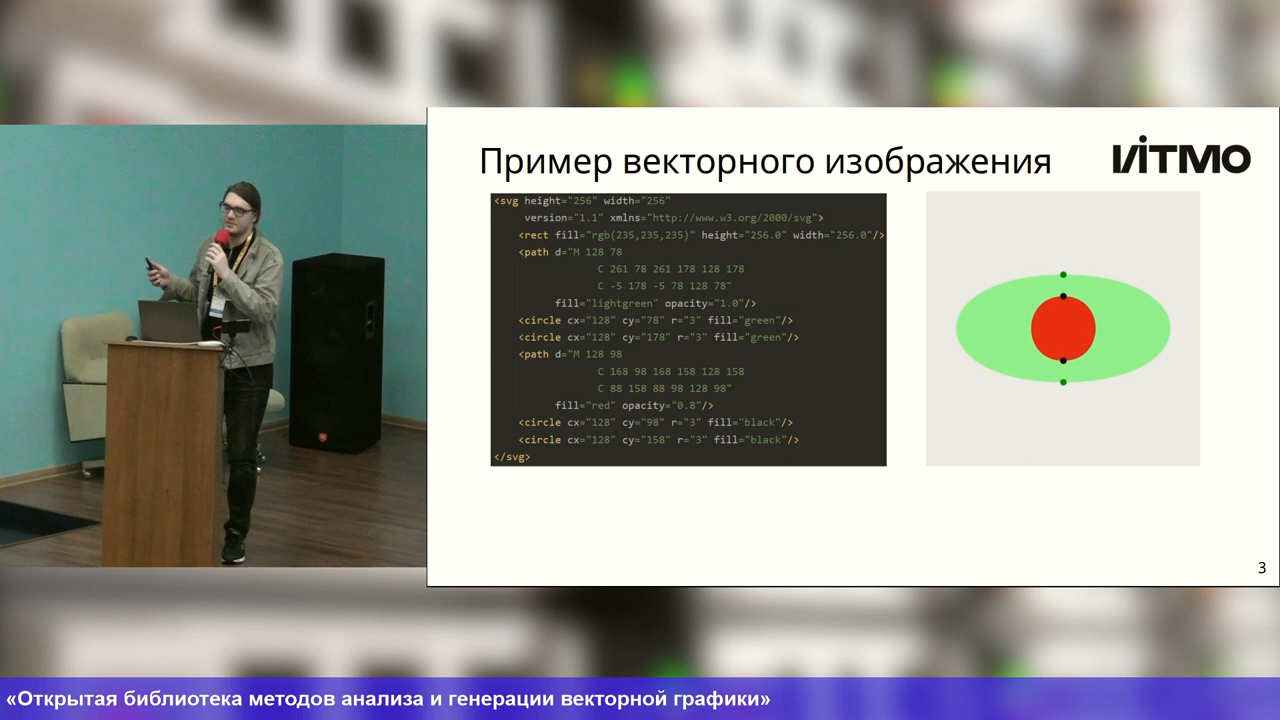 Пример векторного изображения
ИТМО
<svg height="256" width="256"
version="1.1" xmlns="http://www.w3.org/2000/svg">
<rect fill="rgb(235,235,235)" height="256.0" width="256.0"/>
<path d="M 128 78
C 261 78 261 178 128 178
C -5 178 -5 78 128 78"
fill="lightgreen" opacity="1.0"/>
<circle cx="128" cy="78" r="3" fill="green"/>
<circle cx="128" cy="178" r="3" fill="green"/>
<path d="M 128 98
C 168 98 168 158 128 158
C 88 158 88 98 128 98"
fill="red" opacity="0.8"/>
<circle cx="128" cy="98" r="3" fill="black"/>
<circle cx="128" cy="158" r="3" fill="black"/>
</svg>
3
«Открытая библиотека методов анализа и генерации векторной графики»